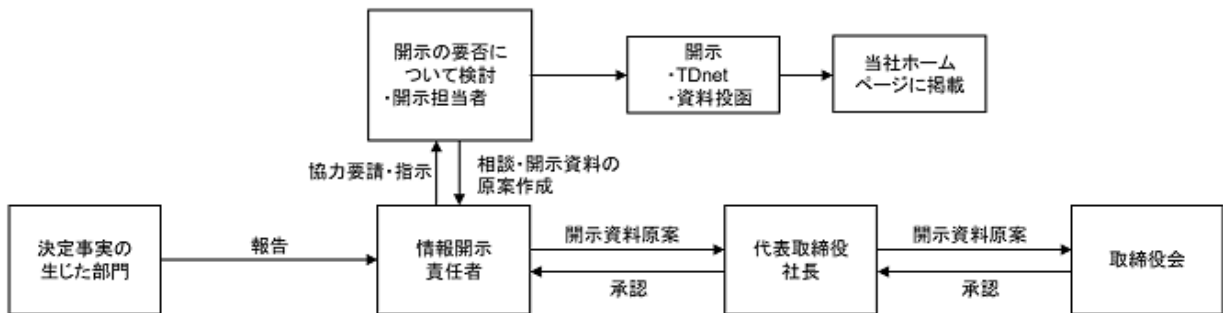 開示の要否に
ついて検討
・開示担当者
開示
・TDnet
・資料投函
当社ホーム
ページに掲載
協力要請・指示
相談・開示資料の
原案作成
決定事実の
生じた部門
報告
情報開示
責任者
開示資料原案
承認
代表取締役
社長
開示資料原案
承認
取締役会